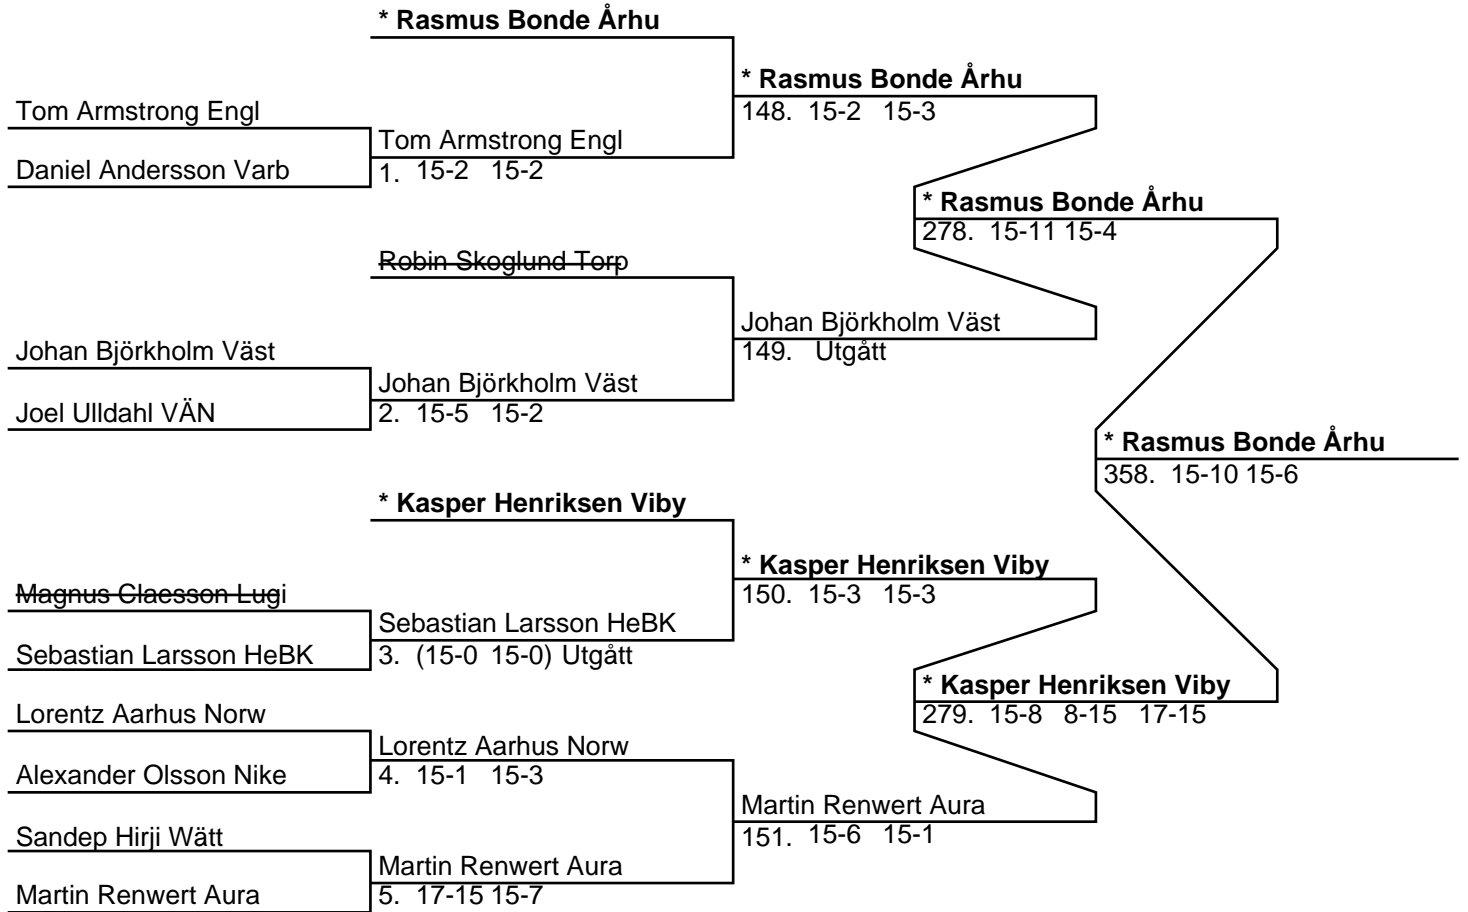 * Rasmus Bonde Århu
* Rasmus Bonde Århu
148. 15-2 15-3
Tom Armstrong Engl
Tom Armstrong Engl
1. 15-2 15-2
Daniel Andersson Varb
* Rasmus Bonde Århu
278. 15-11 15-4
Robin Skoglund Torp
Johan Björkholm Väst
149. Utgått
Johan Björkholm Väst
Johan Björkholm Väst
2. 15-5 15-2
Joel Ulldahl VÄN
* Rasmus Bonde Århu
358. 15-10 15-6
* Kasper Henriksen Viby
* Kasper Henriksen Viby
150. 15-3 15-3
Magnus Claesson Lugi
Sebastian Larsson HeBK
3. (15-0 15-0) Utgått
Sebastian Larsson HeBK
* Kasper Henriksen Viby
279. 15-8 8-15 17-15
Lorentz Aarhus Norw
Lorentz Aarhus Norw
4. 15-1 15-3
Alexander Olsson Nike
Martin Renwert Aura
151. 15-6 15-1
Sandep Hirji Wätt
Martin Renwert Aura
5. 17-15 15-7
Martin Renwert Aura